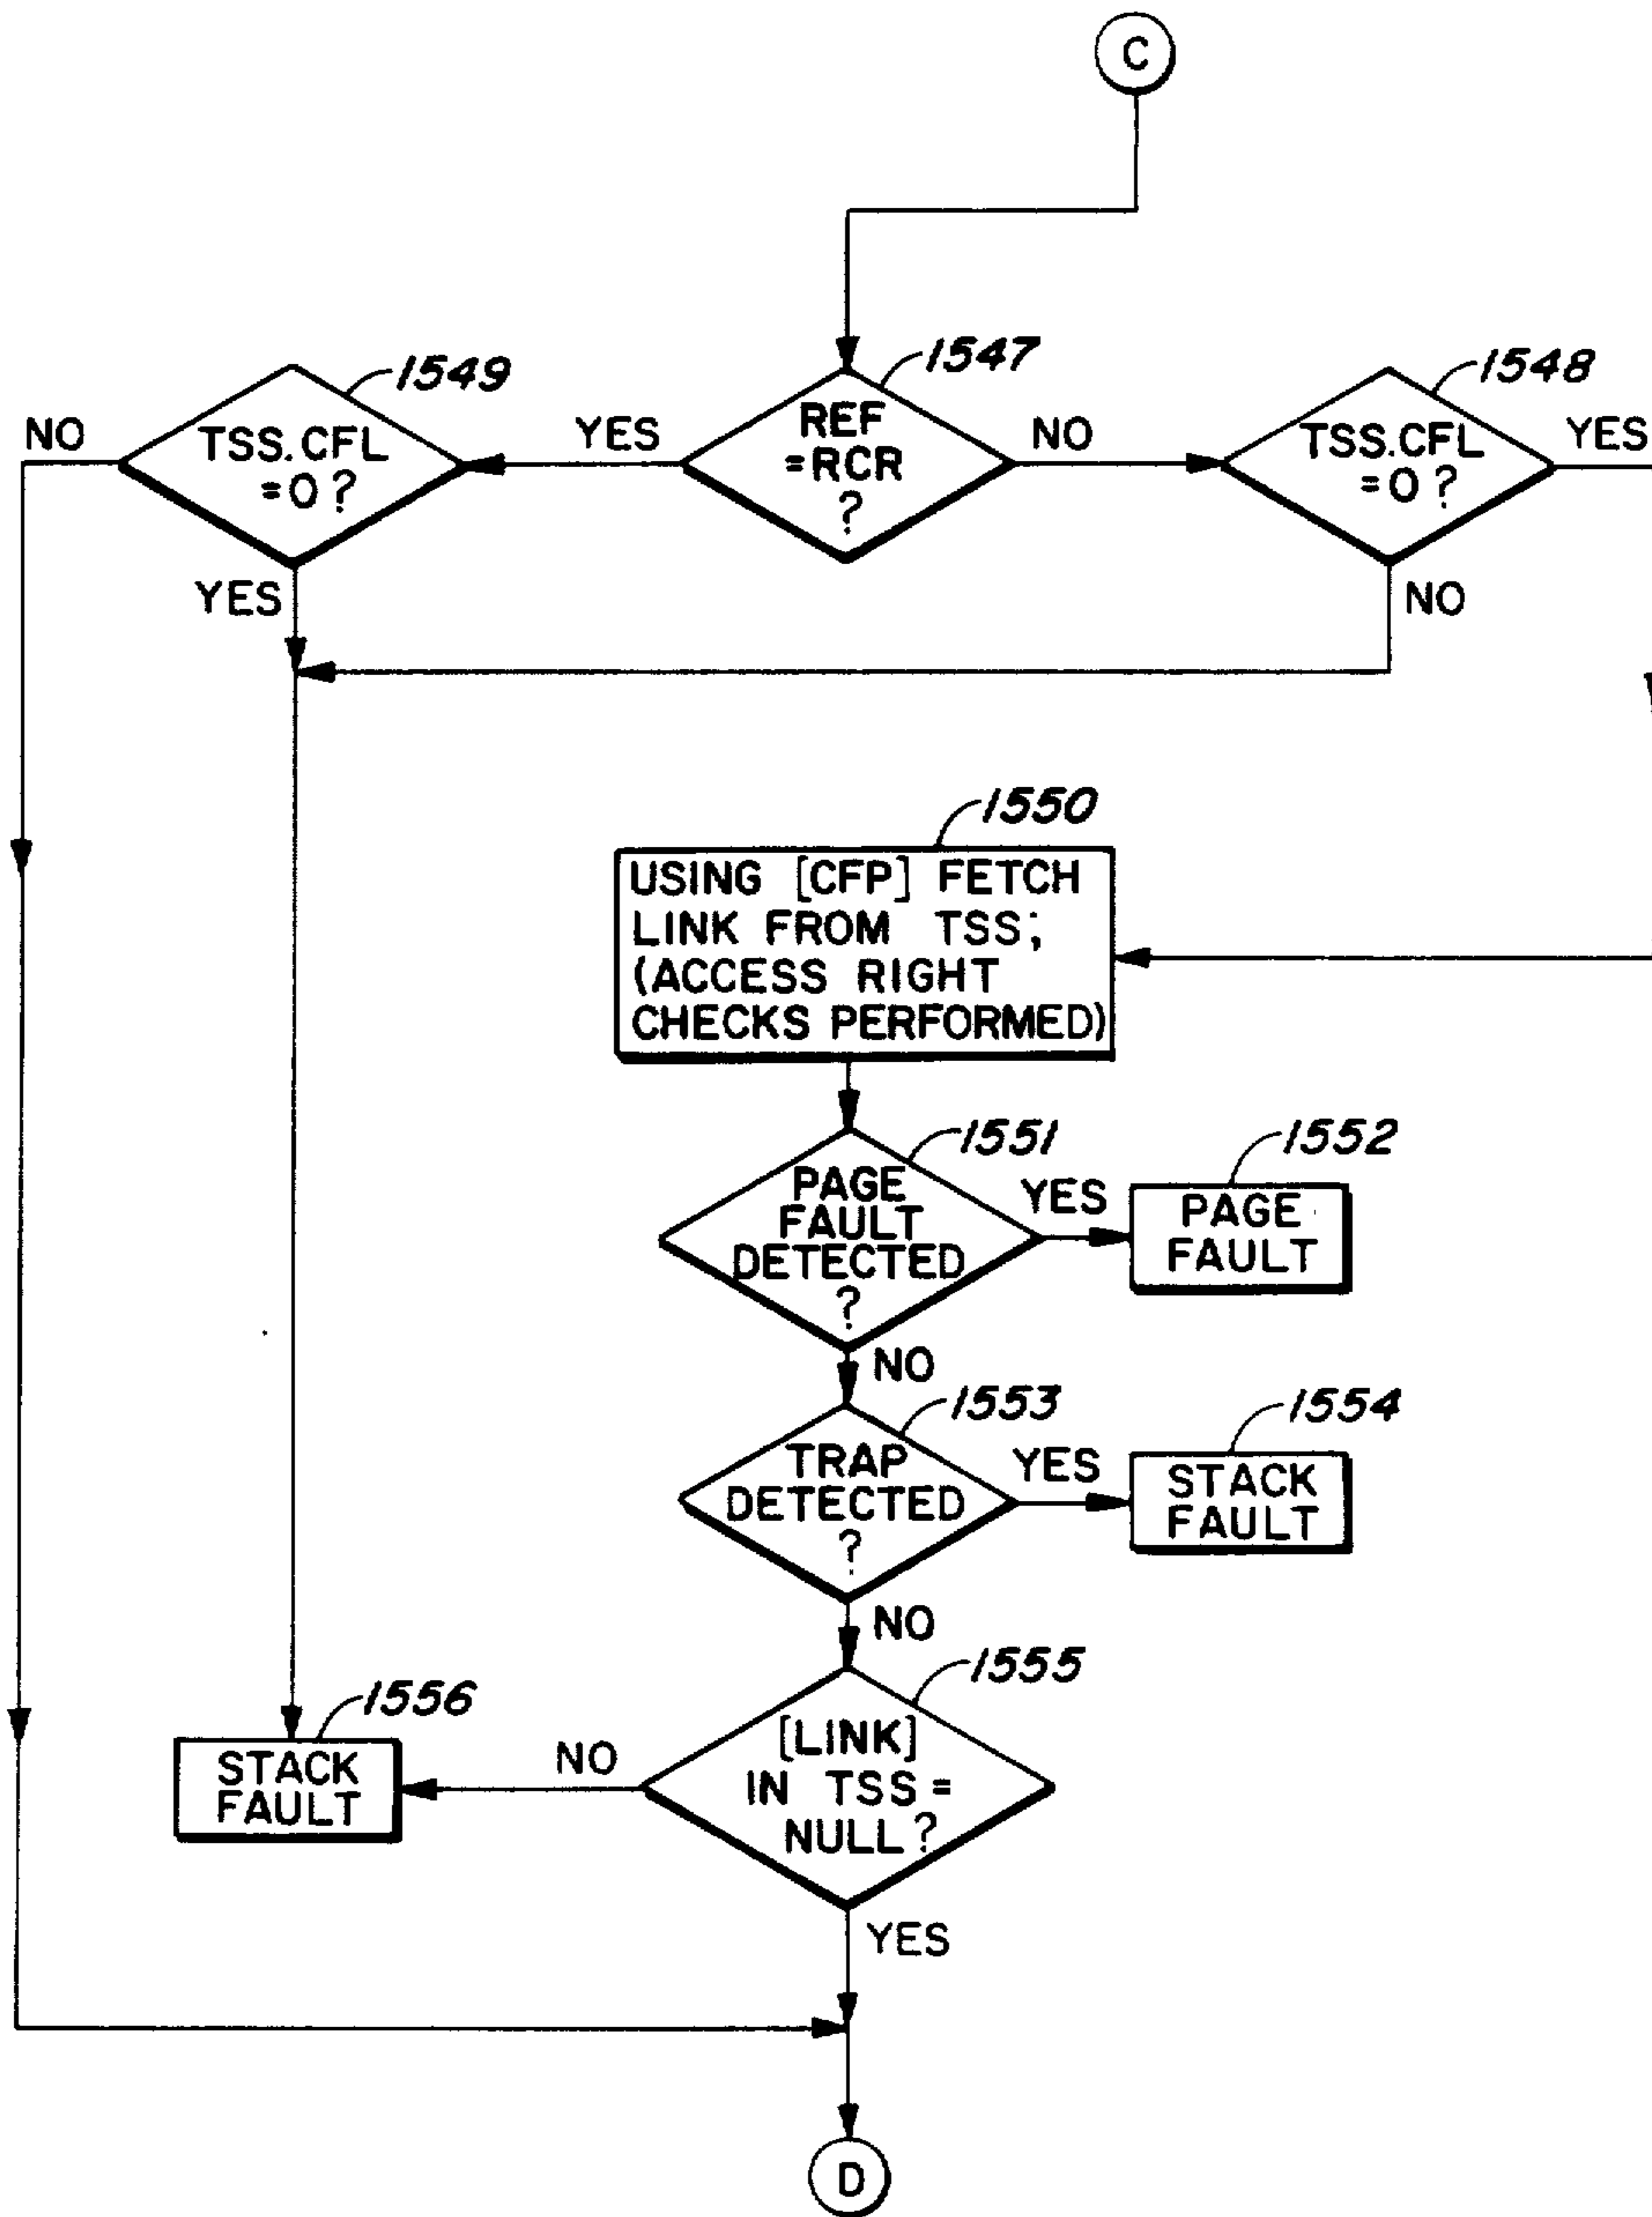 C
1549
1547
1548
NO
TSS.CFL
=0 ?
YES
REF
=RCR
?
NO
TSS.CFL
=0 ?
YES
YES
NO
1550
USING [CFP] FETCH
LINK FROM TSS;
(ACCESS RIGHT
CHECKS PERFORMED)
1551
PAGE
FAULT
DETECTED
?
YES
1552
PAGE
FAULT
NO
1553
TRAP
DETECTED
?
YES
1554
STACK
FAULT
NO
1555
[LINK]
IN TSS =
NULL ?
NO
1556
STACK
FAULT
YES
D